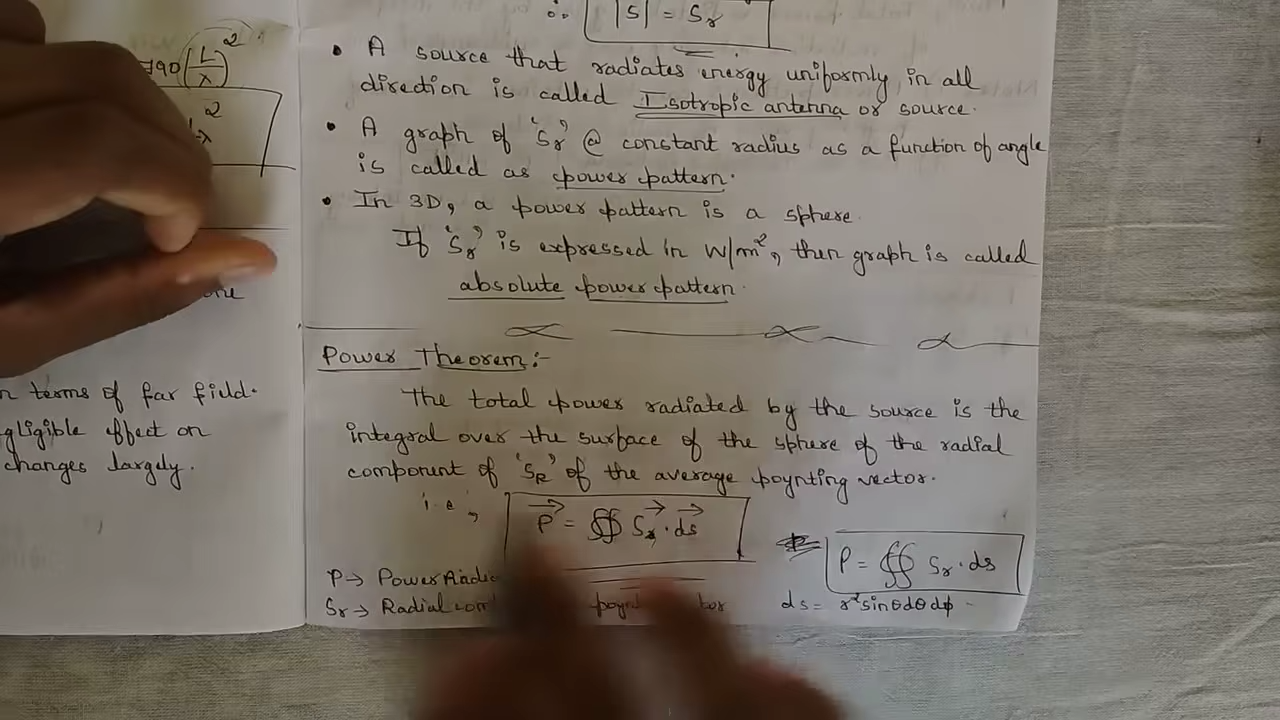 790(L/λ)²
²
λ
n terms of far field.
gligible effect on
changes largely.
∴ |S| = Sr
• A source that radiates energy uniformly in all
direction is called Isotropic antenna or source.
• A graph of 'Sr' @ constant radius as a function of angle
is called as power pattern.
• In 3D, a power pattern is a sphere.
If 'Sr' is expressed in W/m², then graph is called
absolute power pattern.
Power Theorem:-
The total power radiated by the source is the
integral over the surface of the sphere of the radial
component of 'SR' of the average poynting vector.
i.e., P⃗ = ∯ Sr⃗ · ds⃗
P = ∯ Sr · ds
P → Power
Sr → Radial
ds = r² sinθ dθ dφ